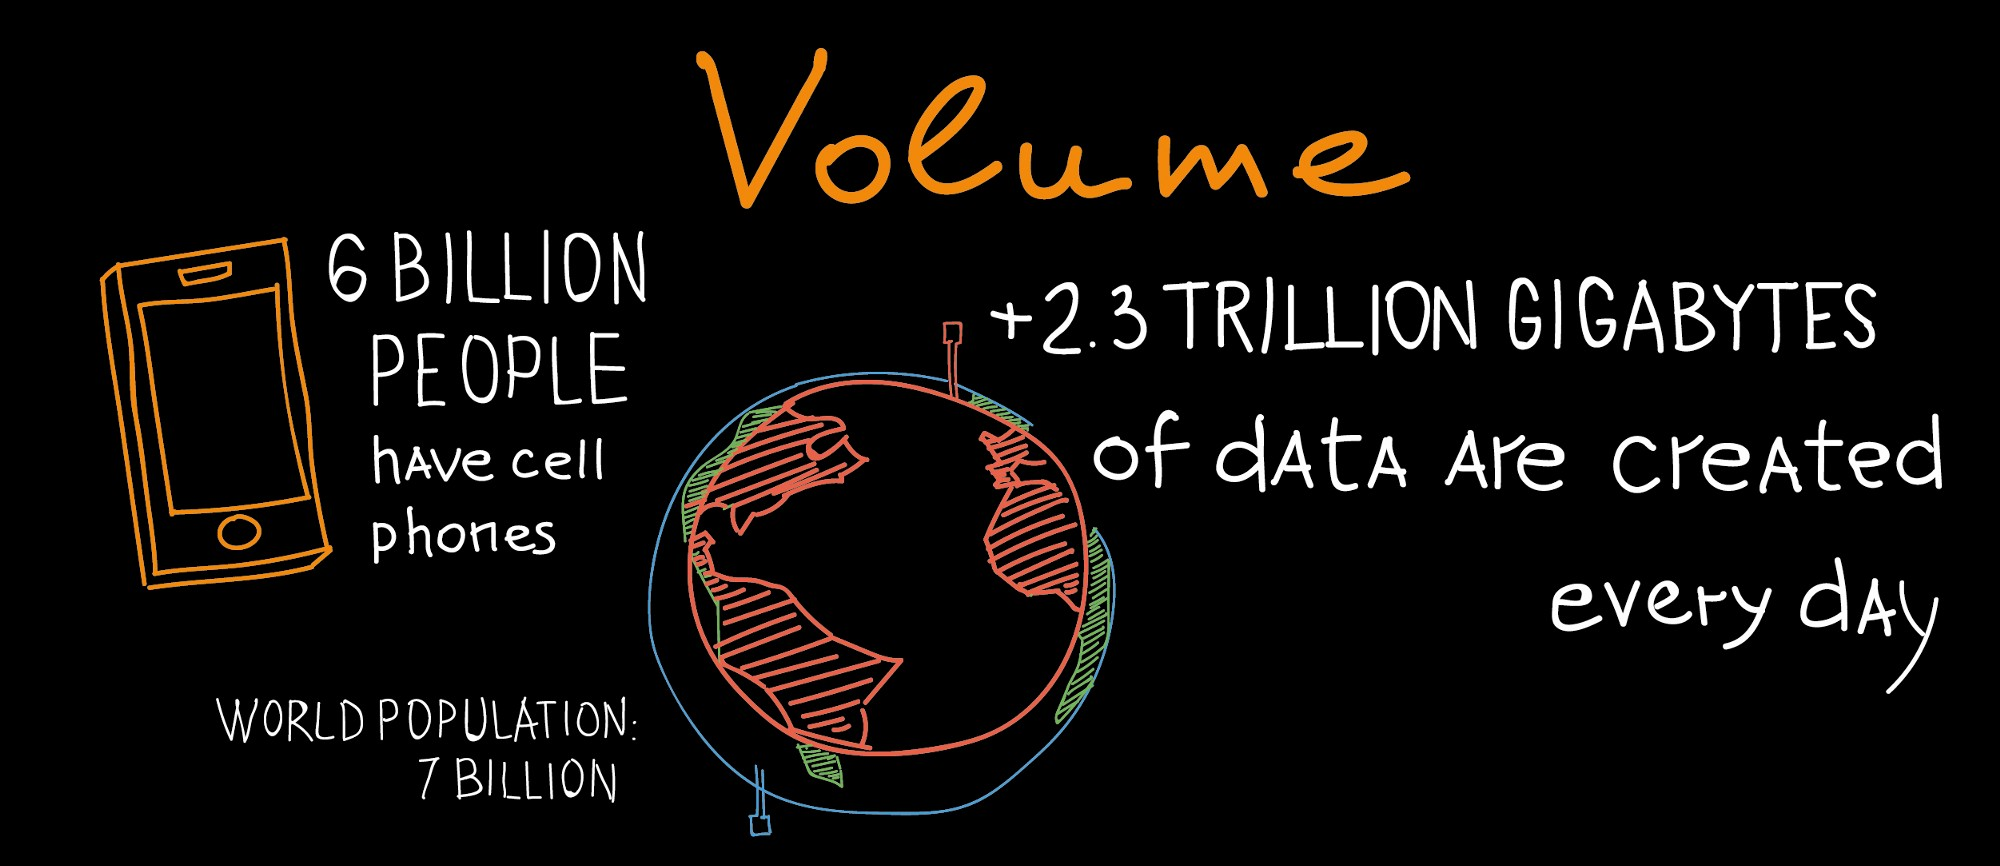 Volume
6 BILLION
PEOPLE
have cell
phones
+2.3 TRILLION GIGABYTES
of data are created
every day
WORLD POPULATION:
7 BILLION